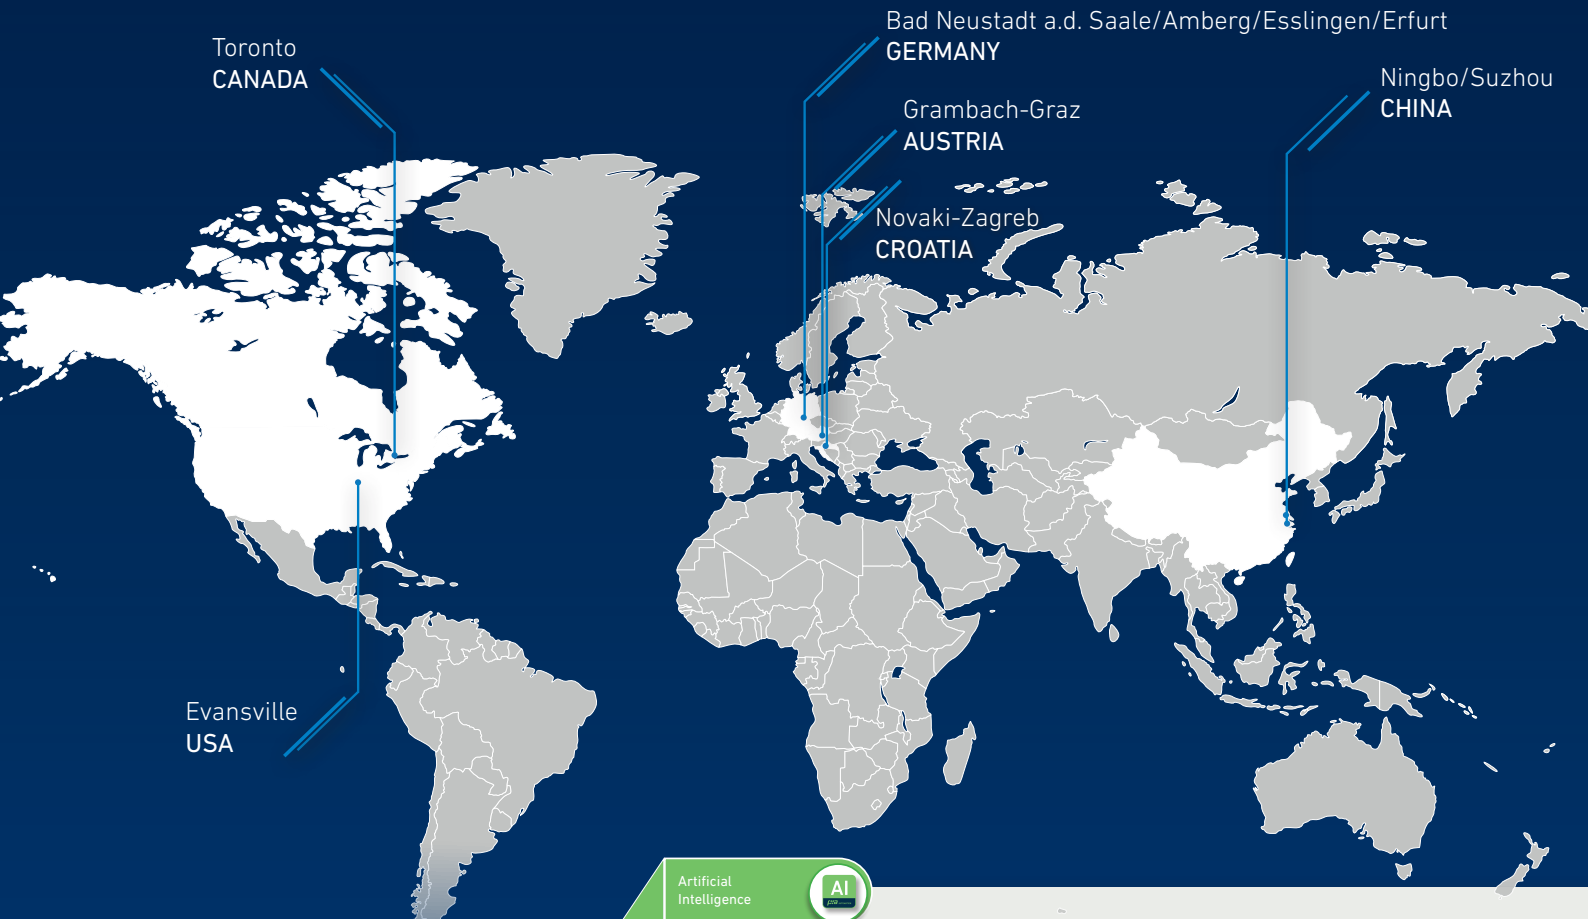 Bad Neustadt a.d. Saale/Amberg/Esslingen/Erfurt
GERMANY
Toronto
CANADA
Ningbo/Suzhou
CHINA
Grambach-Graz
AUSTRIA
Novaki-Zagreb
CROATIA
Evansville
USA
Artificial
Intelligence
AI